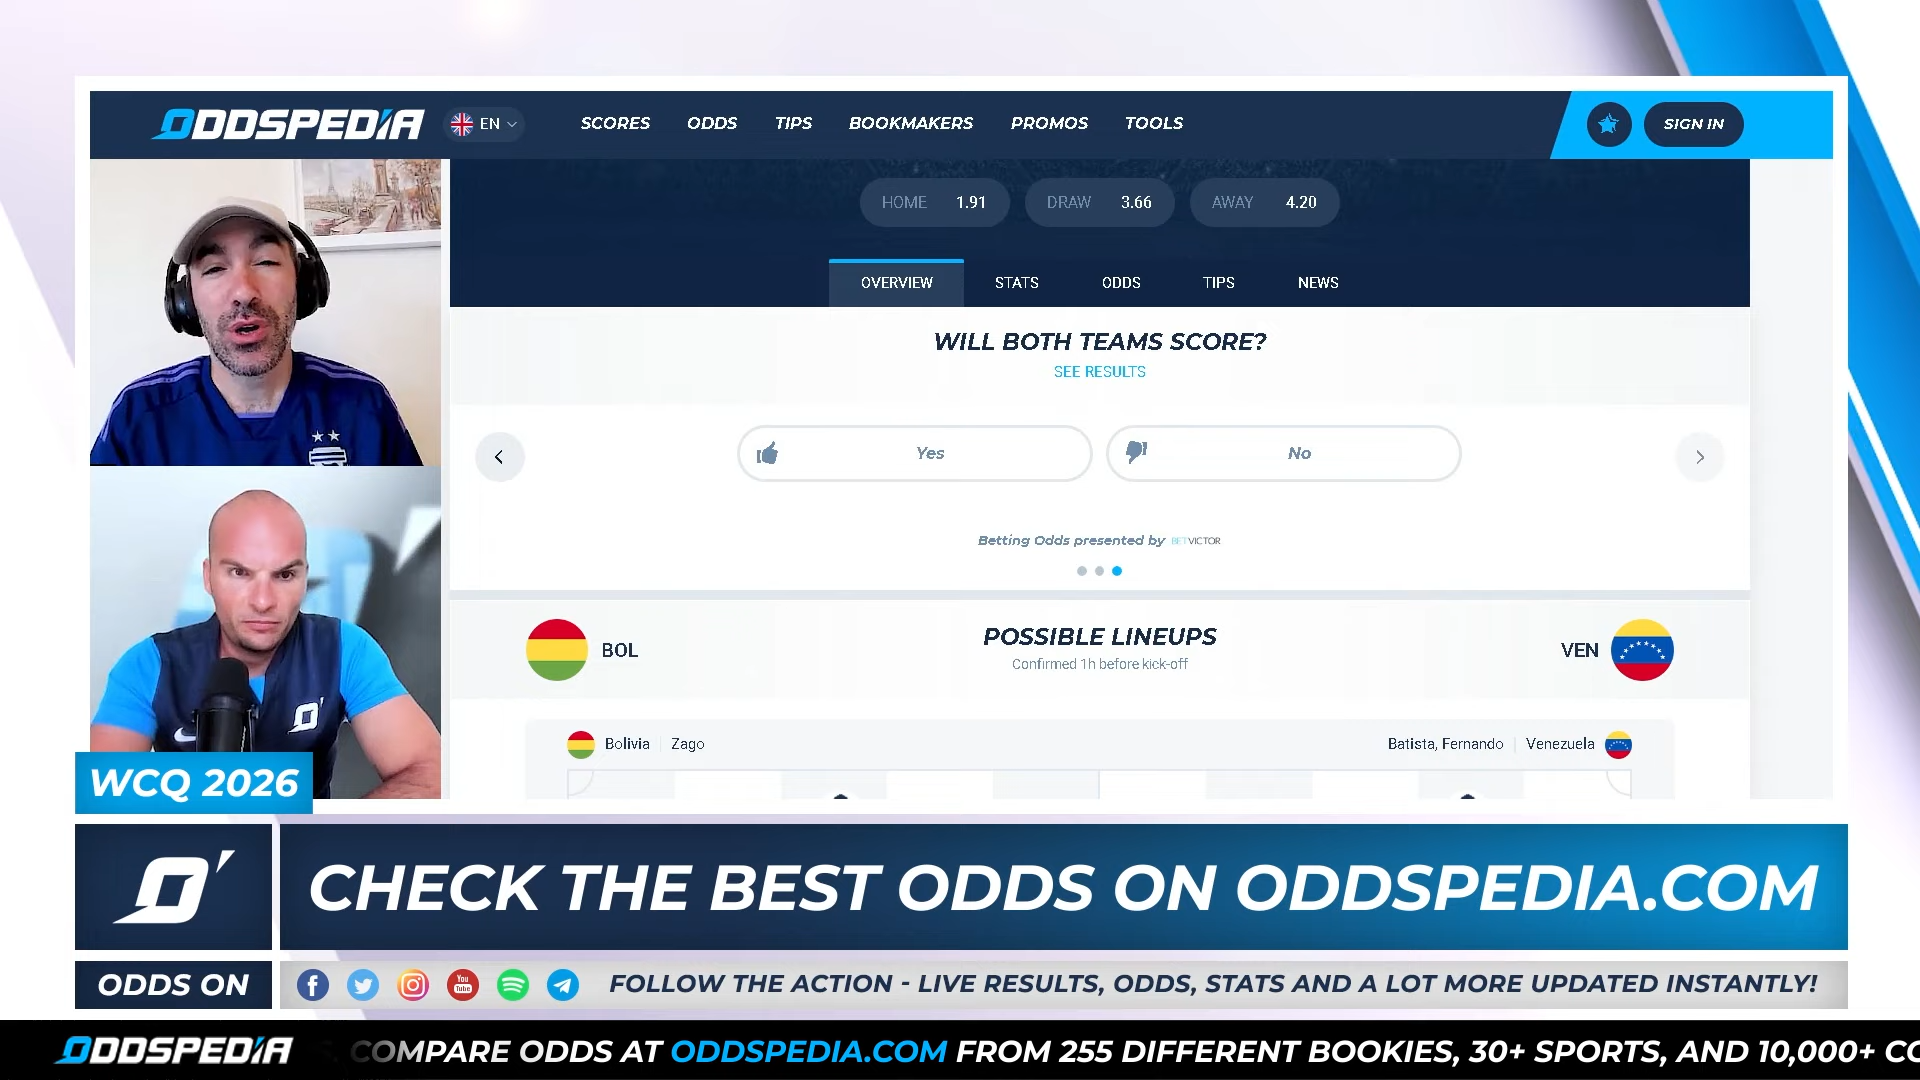 ODDSPEDIA
EN
SCORES
ODDS
TIPS
BOOKMAKERS
PROMOS
TOOLS
SIGN IN
HOME 1.91
DRAW 3.66
AWAY 4.20
OVERVIEW
STATS
ODDS
TIPS
NEWS
WILL BOTH TEAMS SCORE?
SEE RESULTS
Yes
No
Betting Odds presented by BETVICTOR
BOL
POSSIBLE LINEUPS
VEN
Confirmed 1h before kick-off
Bolivia Zago
Batista, Fernando Venezuela
WCQ 2026
O'
CHECK THE BEST ODDS ON ODDSPEDIA.COM
ODDS ON
You Tube
FOLLOW THE ACTION - LIVE RESULTS, ODDS, STATS AND A LOT MORE UPDATED INSTANTLY!
ODDSPEDIA
COMPARE ODDS AT ODDSPEDIA.COM FROM 255 DIFFERENT BOOKIES, 30+ SPORTS, AND 10,000+ CO